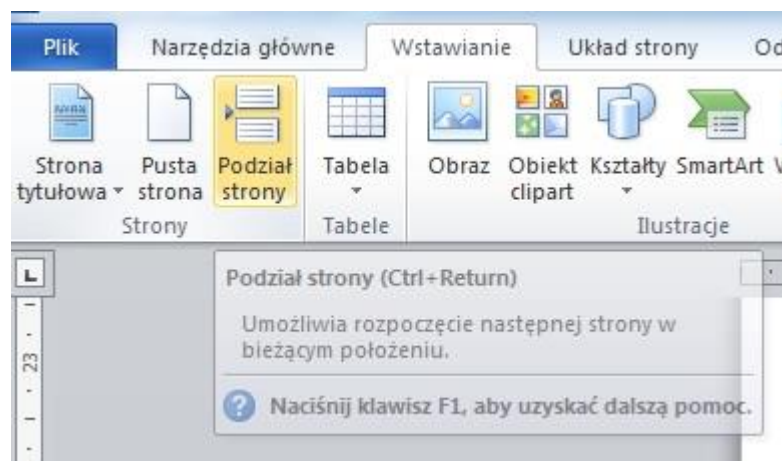 Plik Narzędzia główne Wstawianie Układ strony Od
Strona tytułowa
Pusta strona
Podział strony
Tabela
Obraz
Obiekt clipart
Kształty
SmartArt
W
Strony Tabele Ilustracje
L
Podział strony (Ctrl+Return)
Umożliwia rozpoczęcie następnej strony w
bieżącym położeniu.
Naciśnij klawisz F1, aby uzyskać dalszą pomoc.
23